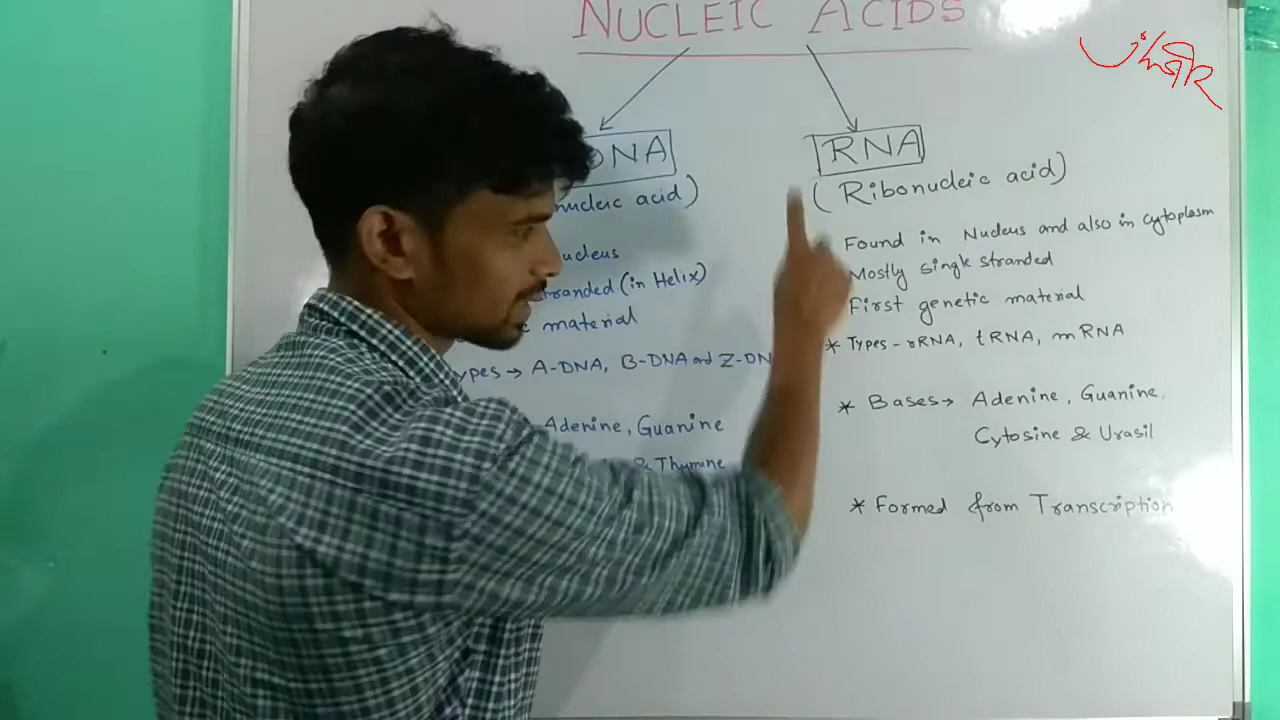 NUCLEIC ACIDS
DNA
nucleic acid)
ucleus
tranded (in Helix)
material
ypes → A-DNA, B-DNA and Z-DN
Adenine, Guanine
& Thymine
RNA
(Ribonucleic acid)
Found in Nucleus and also in cytoplasm
Mostly single stranded
First genetic material
* Types - rRNA, tRNA, mRNA
* Bases → Adenine, Guanine,
Cytosine & Urasil
* Formed from Transcription